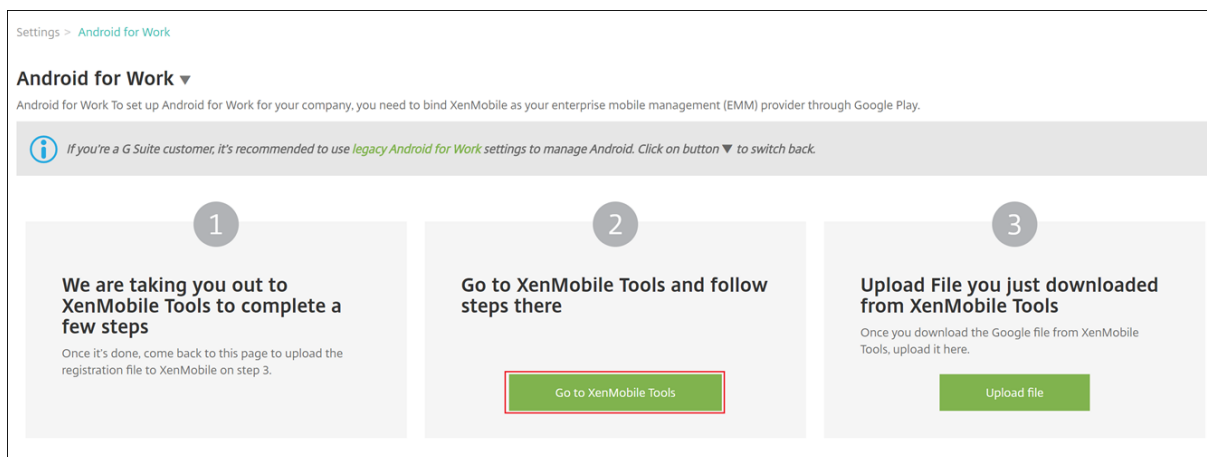 Settings > Android for Work
Android for Work ▼
Android for Work To set up Android for Work for your company, you need to bind XenMobile as your enterprise mobile management (EMM) provider through Google Play.
If you're a G Suite customer, it's recommended to use legacy Android for Work settings to manage Android. Click on button ▼ to switch back.
1
We are taking you out to
XenMobile Tools to complete a
few steps
Once it's done, come back to this page to upload the
registration file to XenMobile on step 3.
2
Go to XenMobile Tools and follow
steps there
Go to XenMobile Tools
3
Upload File you just downloaded
from XenMobile Tools
Once you download the Google file from XenMobile
Tools, upload it here.
Upload file